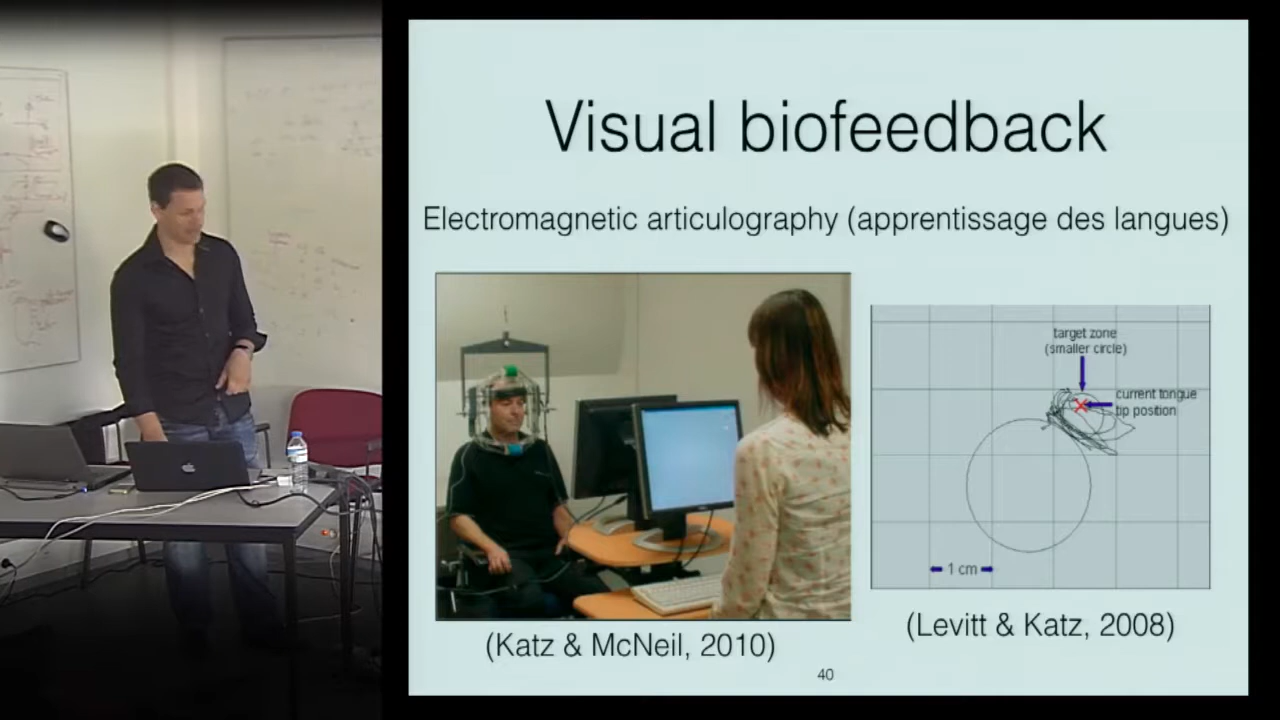 Visual biofeedback
Electromagnetic articulography (apprentissage des langues)
target zone
(smaller circle)
current tongue
tip position
1 cm
(Katz & McNeil, 2010)
(Levitt & Katz, 2008)
40